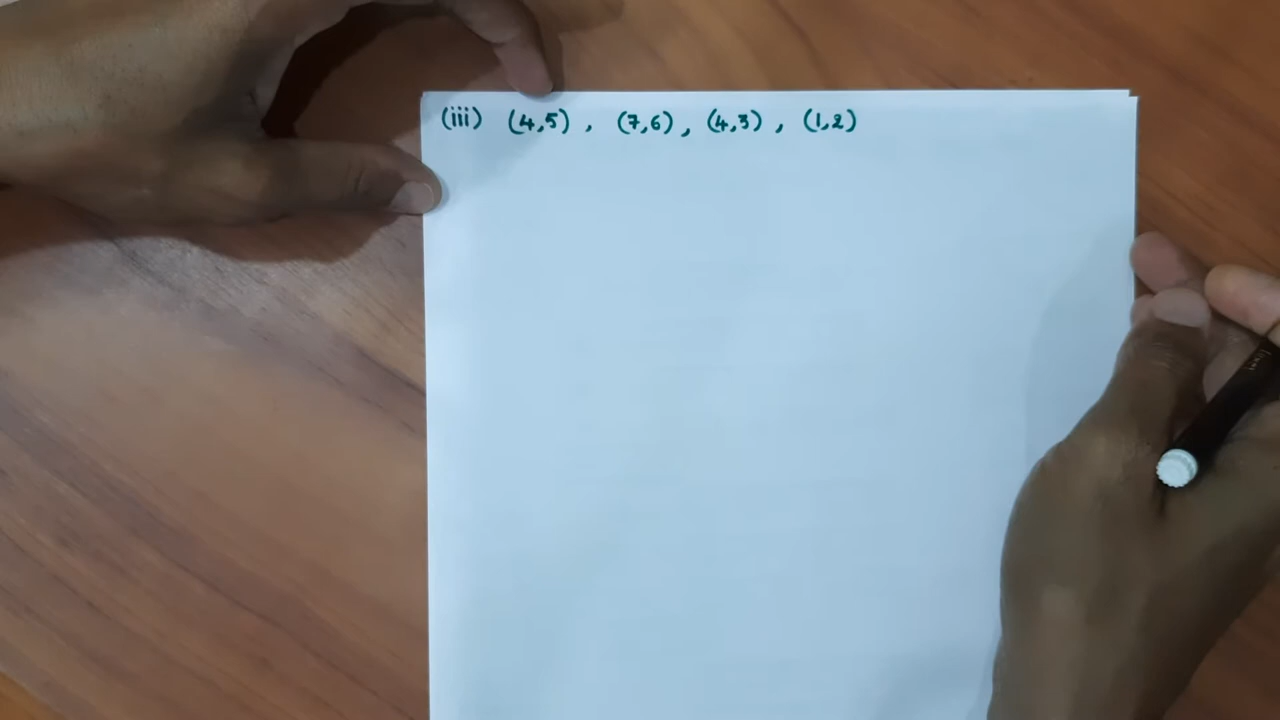 (iii) (4,5) , (7,6) , (4,3) , (1,2)